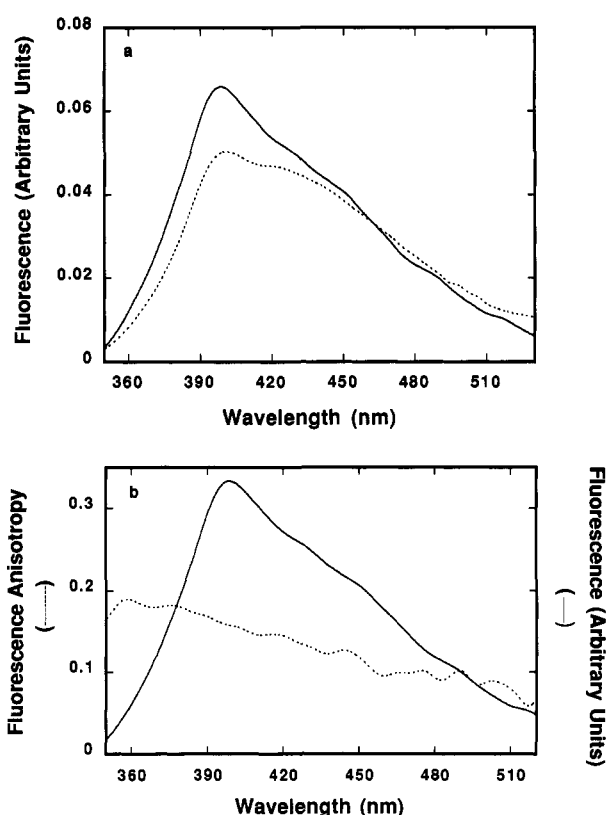 0.08
a
0.06
0.04
0.02
0
Fluorescence (Arbitrary Units)
360 390 420 450 480 510
Wavelength (nm)
b
0.3
0.2
0.1
0
Fluorescence Anisotropy
(------)
Fluorescence (Arbitrary Units)
(—)
360 390 420 450 480 510
Wavelength (nm)